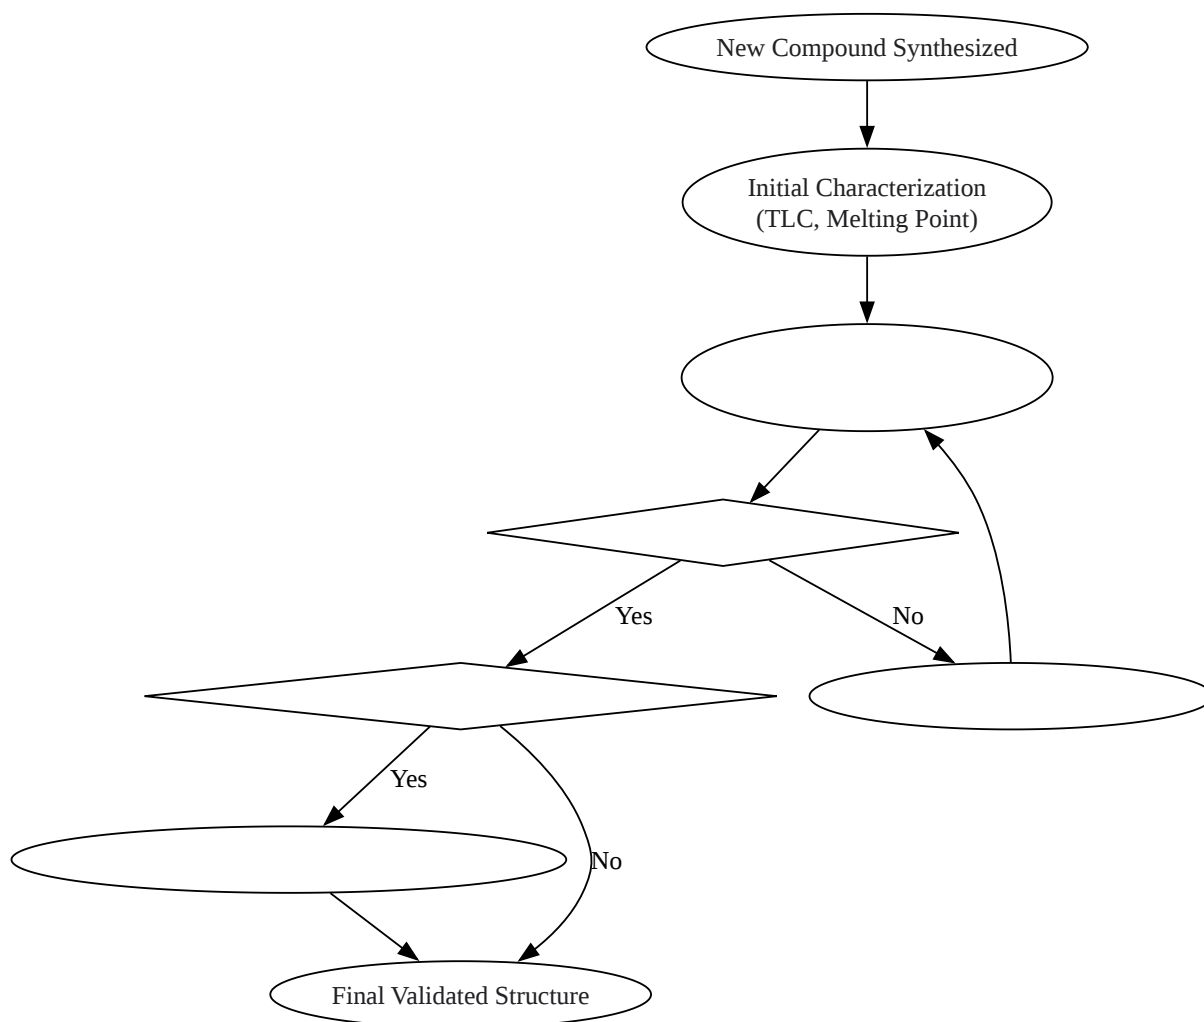 New Compound Synthesized
Initial Characterization
(TLC, Melting Point)
Yes
No
Yes
No
Final Validated Structure